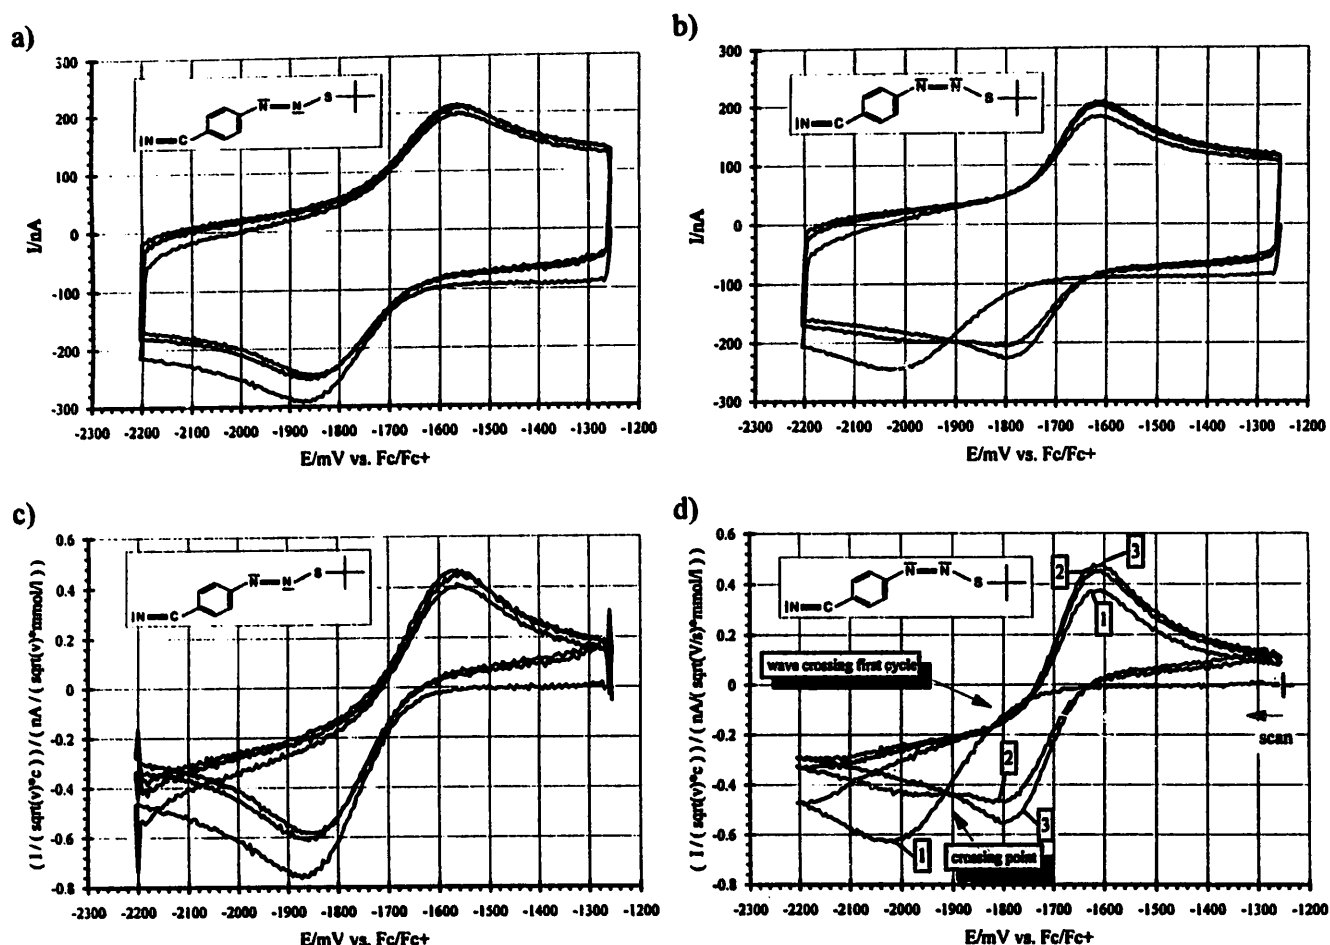 a)
300
200
100
0
-100
-200
-300
I/nA
-2300 -2200 -2100 -2000 -1900 -1800 -1700 -1600 -1500 -1400 -1300 -1200
E/mV vs. Fc/Fc+
IN C N N S
b)
300
200
100
0
-100
-200
-300
I/nA
-2300 -2200 -2100 -2000 -1900 -1800 -1700 -1600 -1500 -1400 -1300 -1200
E/mV vs. Fc/Fc+
IN C N N S
c)
0.6
0.4
0.2
0
-0.2
-0.4
-0.6
-0.8
( I / ( sqrt(v)*c ) ) / ( nA / ( sqrt(v)*mmol/l ) )
-2300 -2200 -2100 -2000 -1900 -1800 -1700 -1600 -1500 -1400 -1300 -1200
E/mV vs. Fc/Fc+
IN C N N S
d)
0.6
0.4
0.2
0
-0.2
-0.4
-0.6
-0.8
( I / ( sqrt(v)*c ) ) / ( nA/( sqrt(V/s)*mmol/l ) )
-2300 -2200 -2100 -2000 -1900 -1800 -1700 -1600 -1500 -1400 -1300 -1200
E/mV vs. Fc/Fc+
IN C N N S
3
2
1
wave crossing first cycle
scan
2
3
1
crossing point